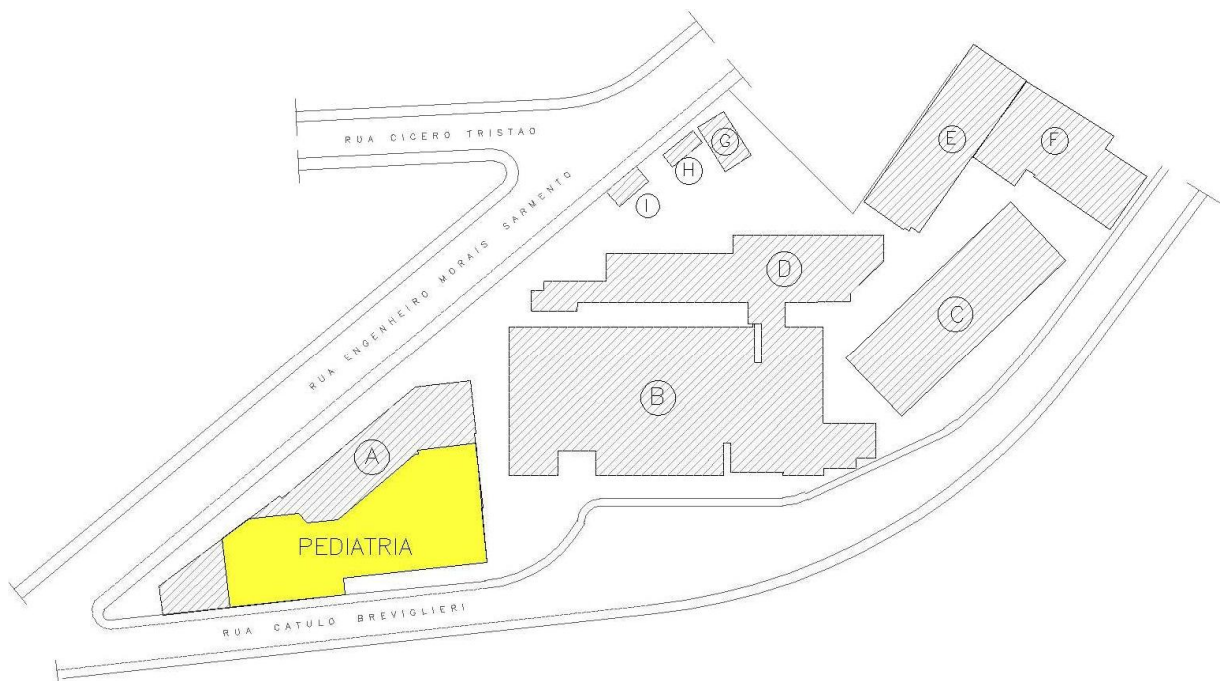 RUA CICERO TRISTAO
RUA ENGENHEIRO MORAIS SARMENTO
G
H
I
E
F
D
C
B
A
PEDIATRIA
RUA CATULO BREVIGLIERI